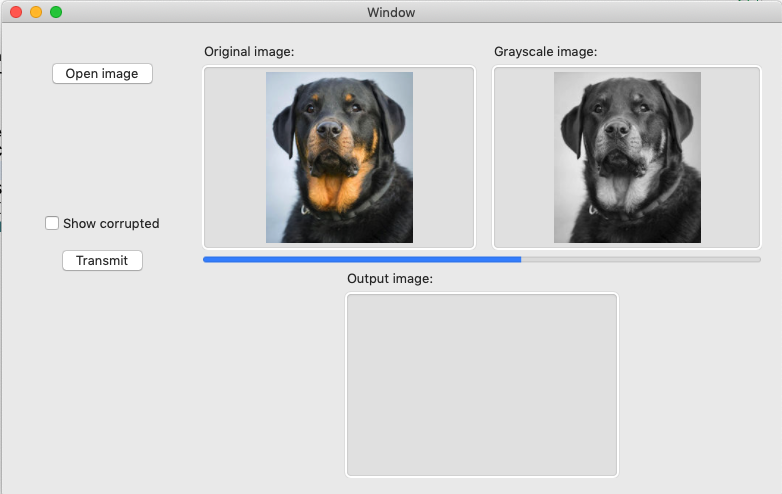 Window
Original image:
Grayscale image:
Open image
Show corrupted
Transmit
Output image: